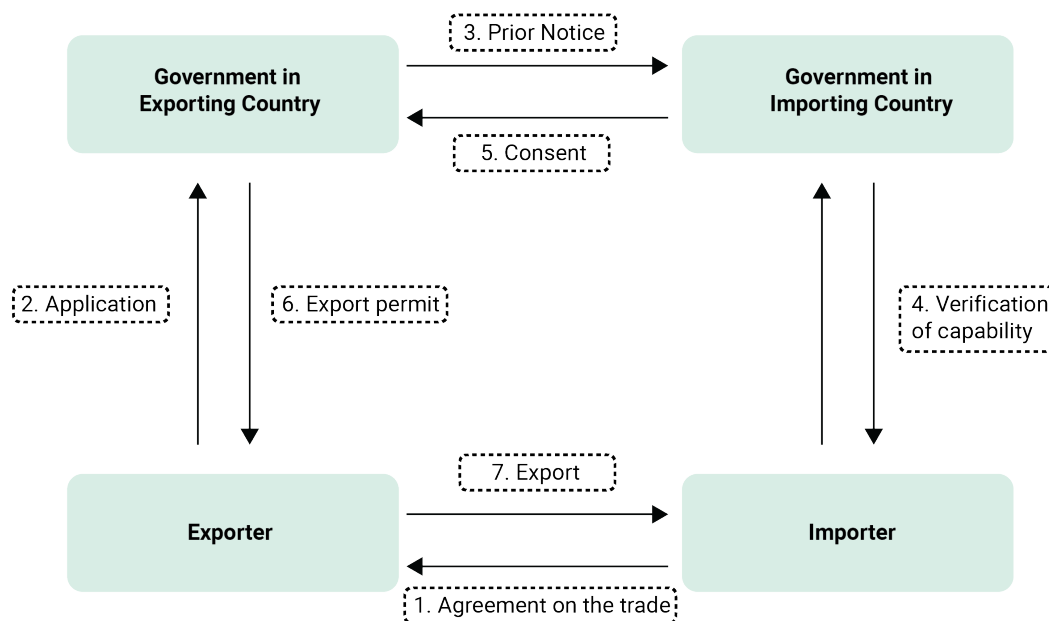 3. Prior Notice
Government in
Exporting Country
Government in
Importing Country
5. Consent
2. Application
6. Export permit
4. Verification
of capability
7. Export
Exporter
Importer
1. Agreement on the trade